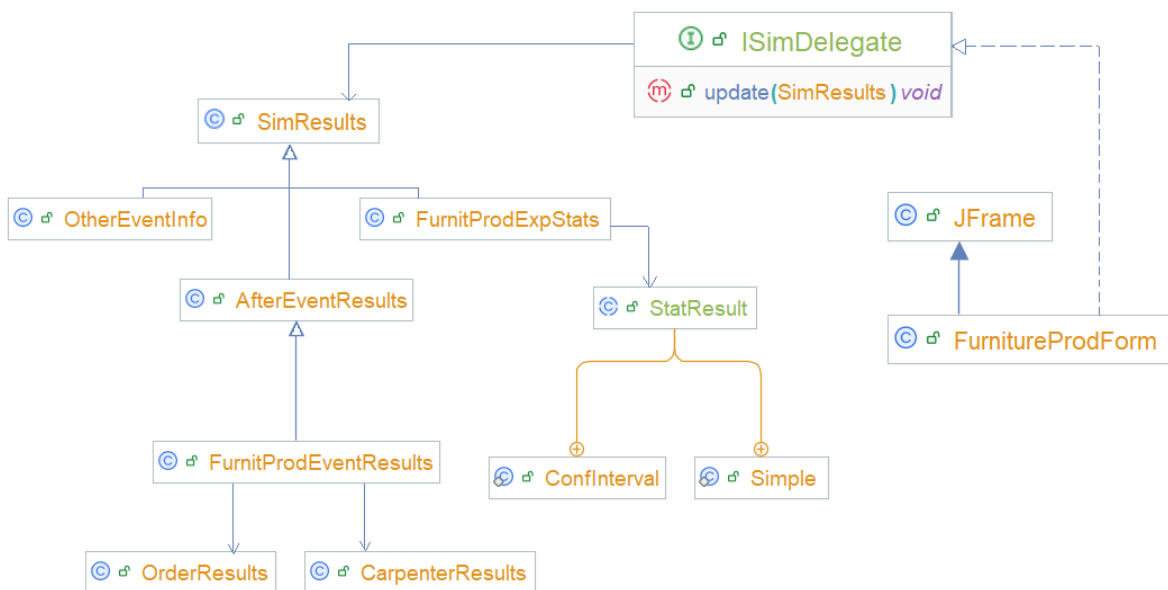 ISimDelegate
update(SimResults) void
SimResults
OtherEventInfo
FurnitProdExpStats
JFrame
AfterEventResults
StatResult
FurnitureProdForm
FurnitProdEventResults
ConfInterval
Simple
OrderResults
CarpenterResults